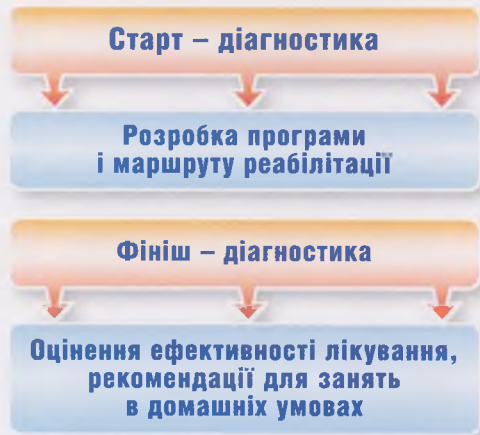 Старт – діагностика
Розробка програми
і маршруту реабілітації
Фініш – діагностика
Оцінення ефективності лікування,
рекомендації для занять
в домашніх умовах